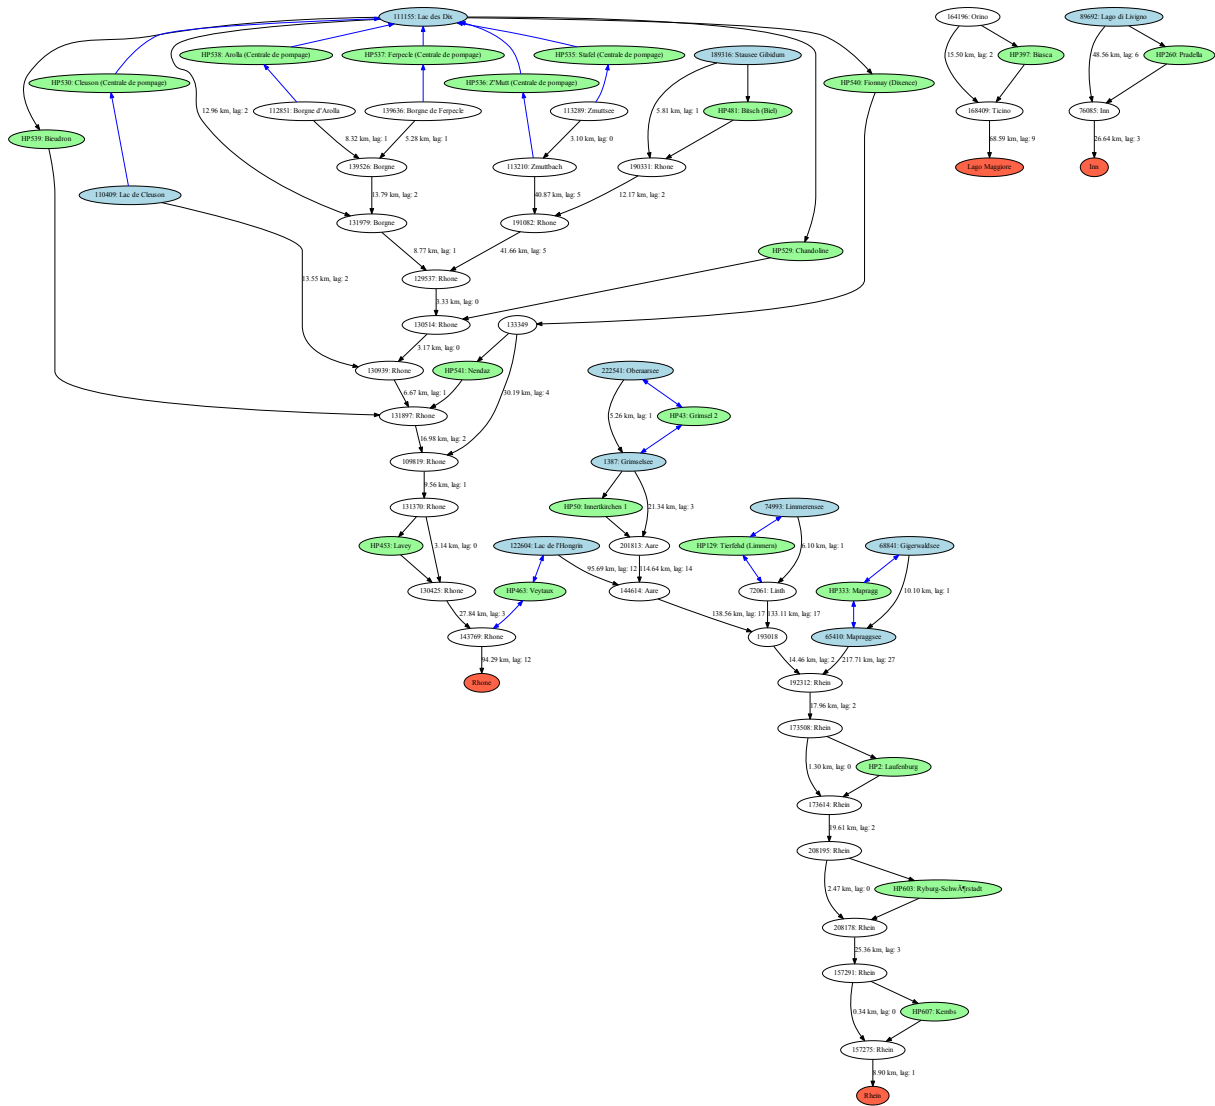 111155: Lac des Dix
164196: Orino
89692: Lago di Livigno
HP538: Arolla (Centrale de pompage)
HP537: Ferpecle (Centrale de pompage)
HP535: Stafel (Centrale de pompage)
189316: Stausee Gibidum
15.50 km, lag: 2
HP397: Biasca
48.56 km, lag: 6
HP260: Pradella
HP530: Cleuson (Centrale de pompage)
HP536: Z'Mutt (Centrale de pompage)
HP540: Fionnay (Dixence)
12.96 km, lag: 2
112851: Borgne d'Arolla
139636: Borgne de Ferpecle
113289: Zmuttsee
5.81 km, lag: 1
HP481: Bitsch (Biel)
168409: Ticino
76085: Inn
HP539: Bieudron
8.32 km, lag: 1
5.28 km, lag: 1
3.10 km, lag: 0
68.59 km, lag: 9
26.64 km, lag: 3
139526: Borgne
113210: Zmuttbach
190331: Rhone
Lago Maggiore
Inn
110409: Lac de Cleuson
13.79 km, lag: 2
40.87 km, lag: 5
12.17 km, lag: 2
131979: Borgne
191082: Rhone
8.77 km, lag: 1
41.66 km, lag: 5
HP529: Chandoline
13.55 km, lag: 2
129537: Rhone
3.33 km, lag: 0
130514: Rhone
133349
3.17 km, lag: 0
130939: Rhone
HP541: Nendaz
222541: Oberaarsee
6.67 km, lag: 1
30.19 km, lag: 4
131897: Rhone
5.26 km, lag: 1
HP43: Grimsel 2
16.98 km, lag: 2
109819: Rhone
1387: Grimselsee
9.56 km, lag: 1
131370: Rhone
HP50: Innertkirchen 1
21.34 km, lag: 3
74993: Limmerensee
HP453: Lavey
3.14 km, lag: 0
122604: Lac de l'Hongrin
201813: Aare
HP129: Tierfehd (Limmern)
6.10 km, lag: 1
68841: Gigerwaldsee
95.69 km, lag: 12
114.64 km, lag: 14
130425: Rhone
HP463: Veytaux
144614: Aare
72061: Linth
HP333: Mapragg
10.10 km, lag: 1
27.84 km, lag: 3
138.56 km, lag: 17
133.11 km, lag: 17
143769: Rhone
193018
65410: Mapraggsee
94.29 km, lag: 12
14.46 km, lag: 2
217.71 km, lag: 27
Rhone
192312: Rhein
17.96 km, lag: 2
173508: Rhein
1.30 km, lag: 0
HP2: Laufenburg
173614: Rhein
19.61 km, lag: 2
208195: Rhein
2.47 km, lag: 0
HP603: Ryburg-SchwÃ¶rstadt
208178: Rhein
25.36 km, lag: 3
157291: Rhein
0.34 km, lag: 0
HP607: Kembs
157275: Rhein
8.90 km, lag: 1
Rhein